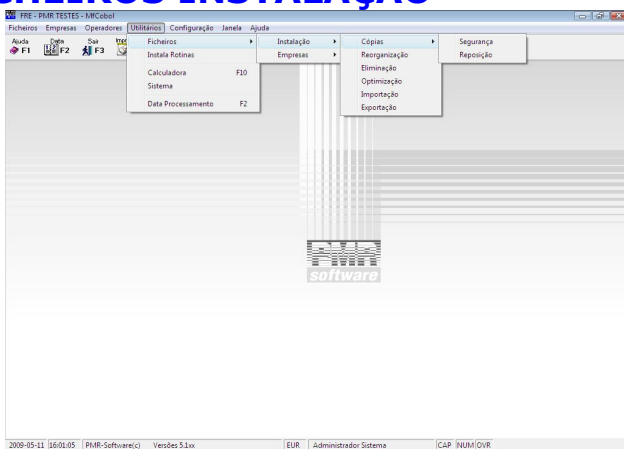 CHEIROS INSTALAÇÃO
FRE - PMR TESTES - MfCobol
Ficheiros Empresas Operadores Utilitários Configuração Janela Ajuda
Ajuda Data Sair
F1 F2 F3
Ficheiros Instalação Cópias Segurança
Instala Rotinas Empresas Reorganização Reposição
Eliminação
Calculadora F10 Optimização
Sistema Importação
Data Processamento F2 Exportação
PMR
software
2009-05-11 16:01:05 PMR-Software(c) Versões 5.1xx EUR Administrador Sistema CAP NUM OVR